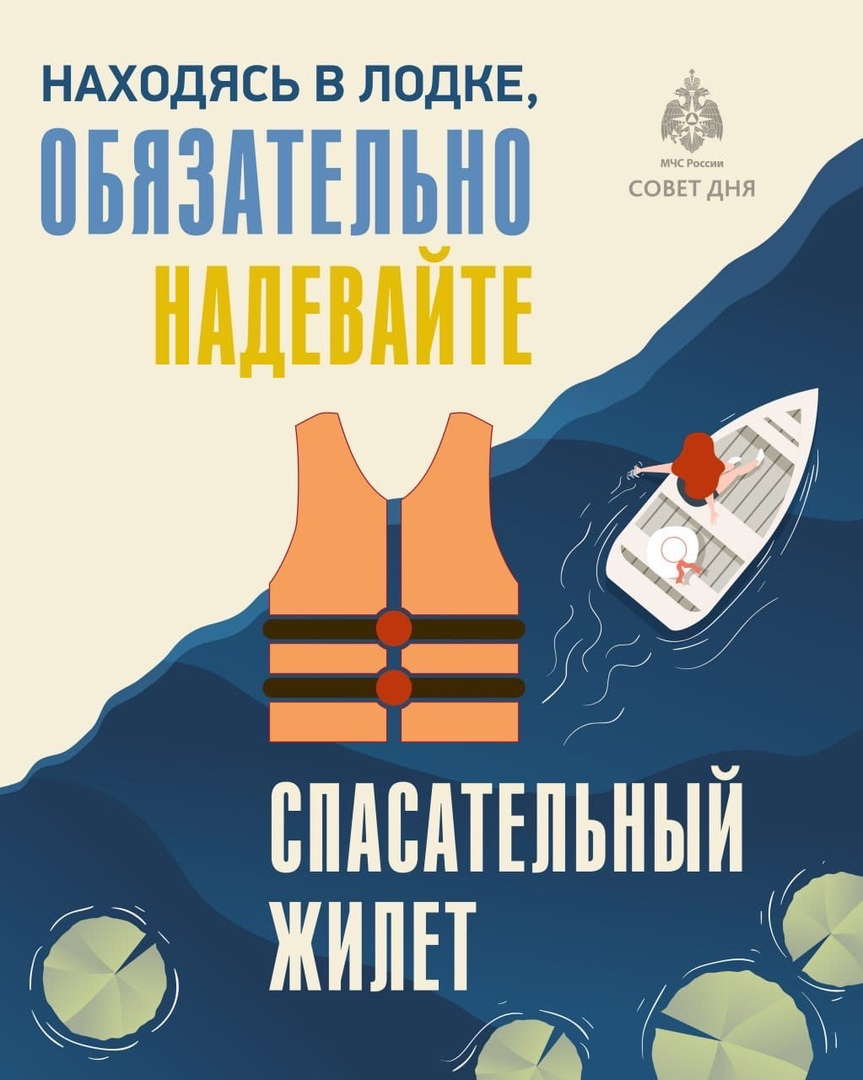 НАХОДЯСЬ В ЛОДКЕ,
ОБЯЗАТЕЛЬНО
НАДЕВАЙТЕ
МЧС России
СОВЕТ ДНЯ
СПАСАТЕЛЬНЫЙ
ЖИЛЕТ